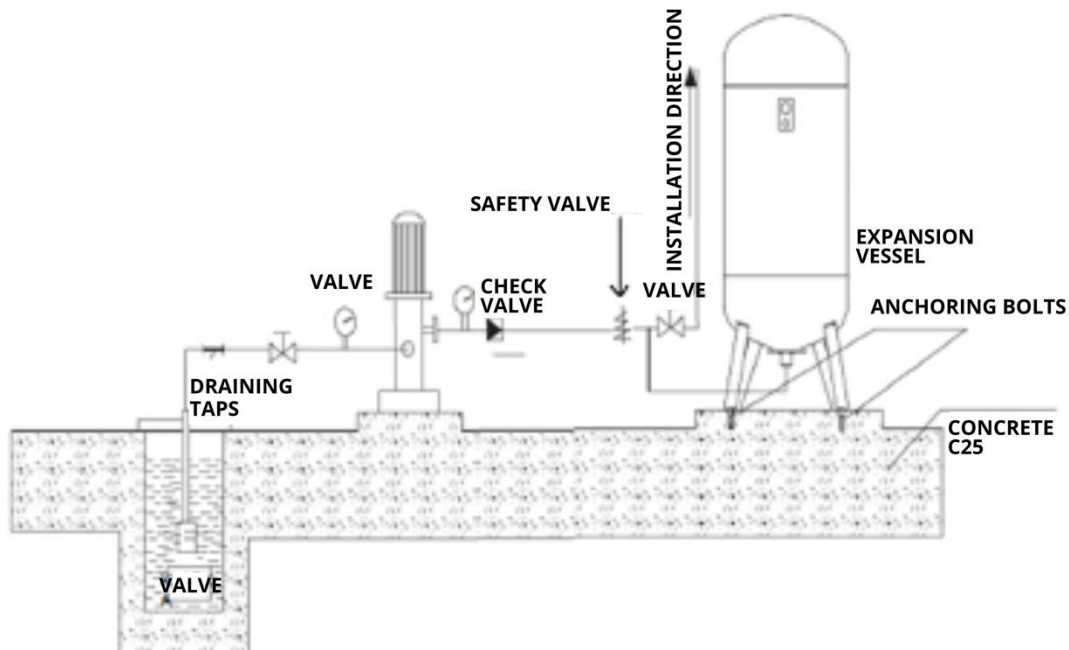 INSTALLATION DIRECTION
SAFETY VALVE
EXPANSION
VESSEL
VALVE
CHECK
VALVE
VALVE
ANCHORING BOLTS
DRAINING
TAPS
CONCRETE
C25
VALVE